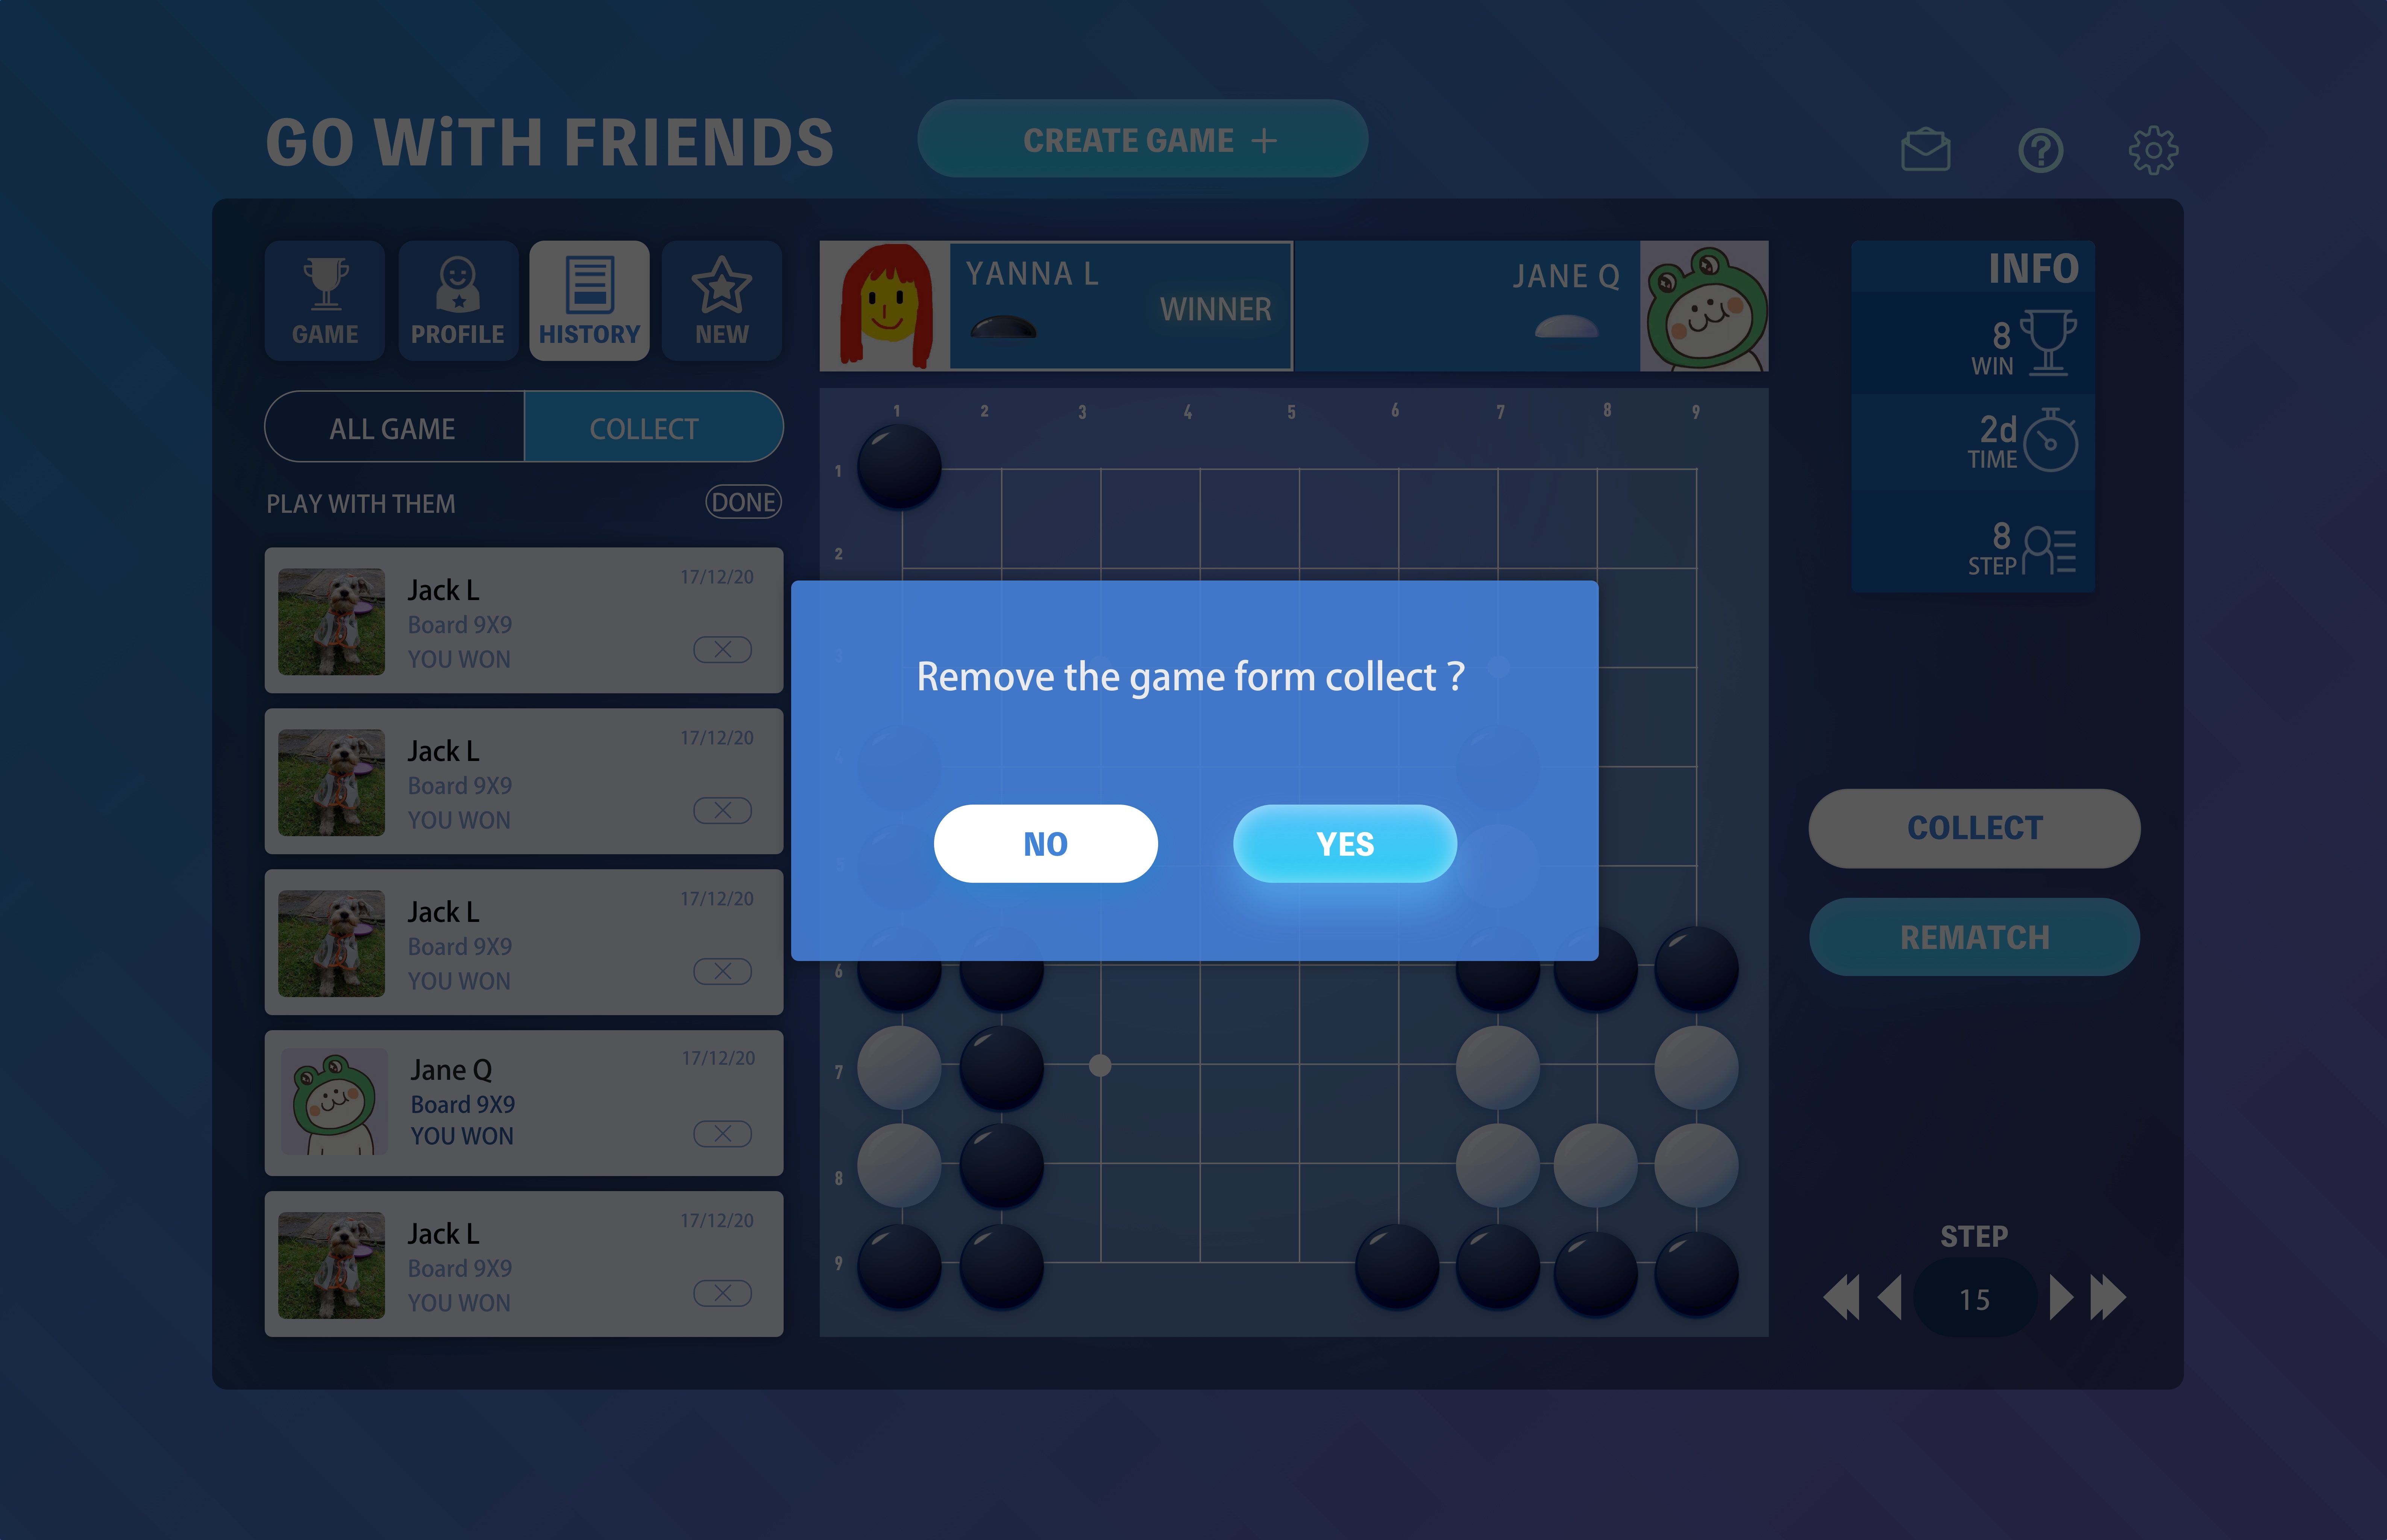 GO WiTH FRIENDS
CREATE GAME +
GAME
PROFILE
HISTORY
NEW
ALL GAME
COLLECT
PLAY WITH THEM
DONE
Jack L
17/12/20
Board 9X9
YOU WON
Jack L
17/12/20
Board 9X9
YOU WON
Jack L
17/12/20
Board 9X9
YOU WON
Jane Q
17/12/20
Board 9X9
YOU WON
Jack L
17/12/20
Board 9X9
YOU WON
YANNA L
WINNER
JANE Q
1 2 3 4 5 6 7 8 9
1
2
3
4
5
6
7
8
9
Remove the game form collect ?
NO
YES
INFO
8
WIN
2d
TIME
8
STEP
COLLECT
REMATCH
STEP
15